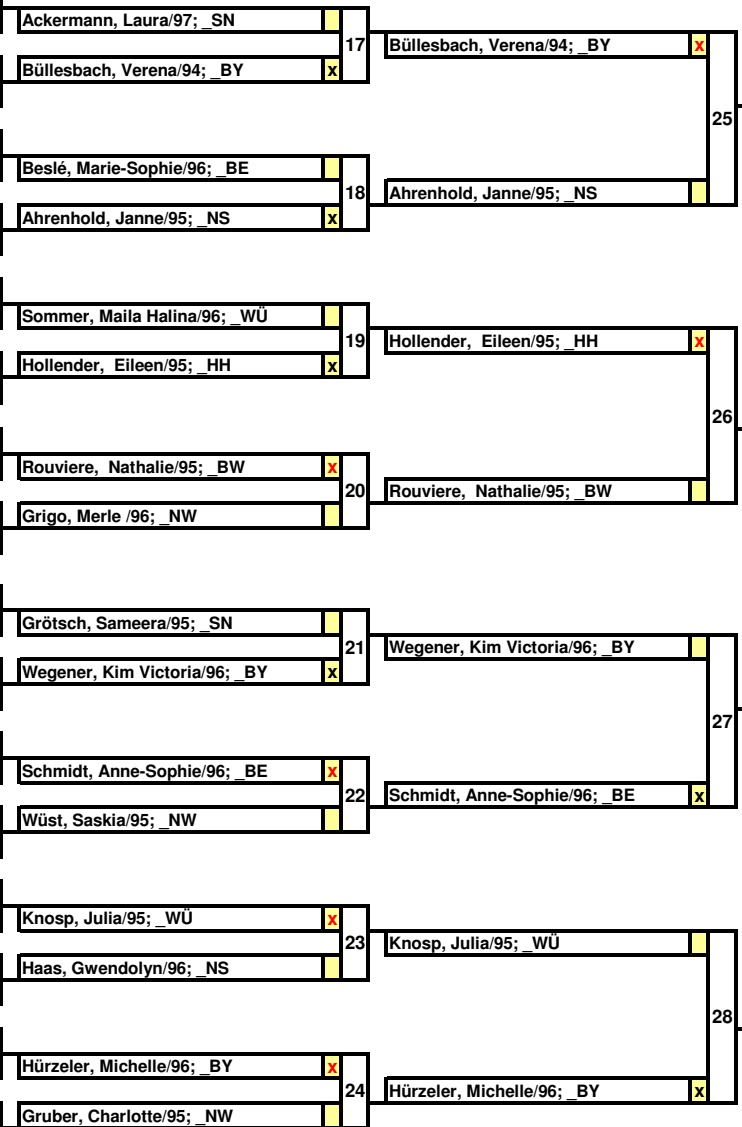 Ackermann, Laura/97; _SN
17
Büllesbach, Verena/94; _BY x
Büllesbach, Verena/94; _BY x
25
Beslé, Marie-Sophie/96; _BE
18
Ahrenhold, Janne/95; _NS
Ahrenhold, Janne/95; _NS x
Sommer, Maila Halina/96; _WÜ
19
Hollender, Eileen/95; _HH x
Hollender, Eileen/95; _HH x
26
Rouviere, Nathalie/95; _BW x
20
Rouviere, Nathalie/95; _BW
Grigo, Merle /96; _NW
Grötsch, Sameera/95; _SN
21
Wegener, Kim Victoria/96; _BY
Wegener, Kim Victoria/96; _BY x
27
Schmidt, Anne-Sophie/96; _BE x
22
Schmidt, Anne-Sophie/96; _BE x
Wüst, Saskia/95; _NW
Knosp, Julia/95; _WÜ x
23
Knosp, Julia/95; _WÜ
Haas, Gwendolyn/96; _NS
28
Hürzeler, Michelle/96; _BY x
24
Hürzeler, Michelle/96; _BY x
Gruber, Charlotte/95; _NW